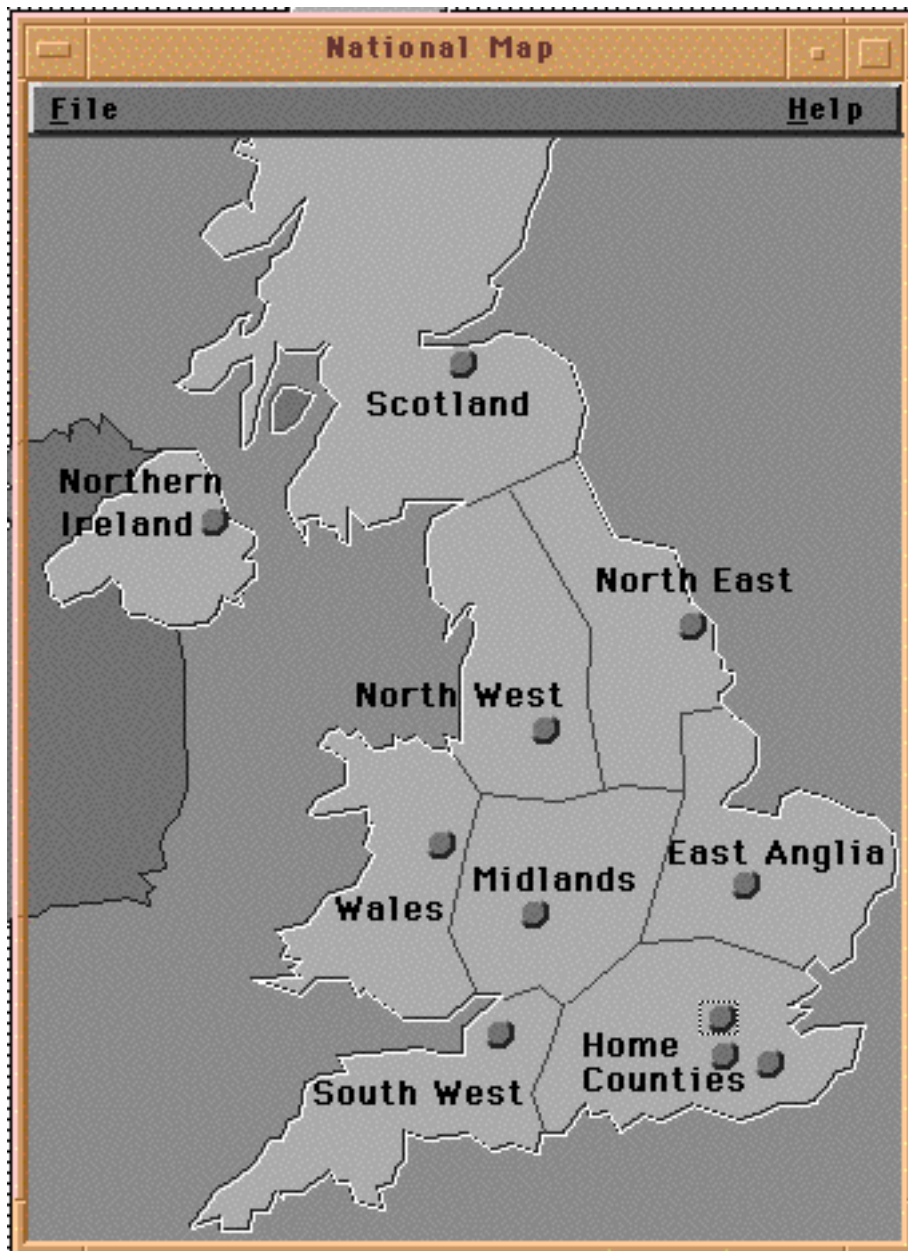 National Map
File Help
Scotland
Northern
Ireland
North East
North West
East Anglia
Midlands
Wales
Home
Counties
South West